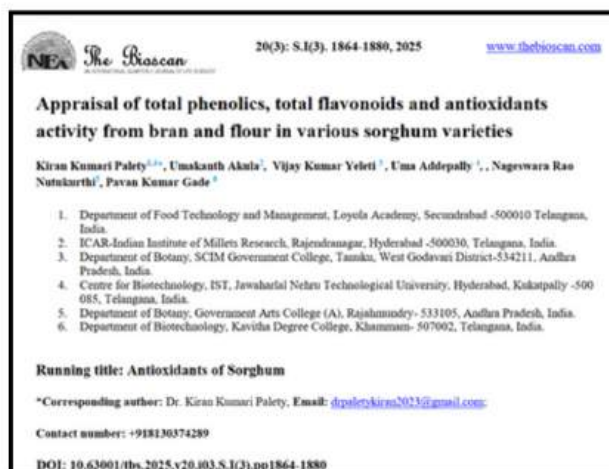 NEA The Bioscan
20(3): S.I(3). 1864-1880, 2025
www.thebioscan.com
Appraisal of total phenolics, total flavonoids and antioxidants
activity from bran and flour in various sorghum varieties
Kiran Kumari Palety, Umakanth Akula, Vijay Kumar Yeleti, Uma Addepally, , Nageswara Rao
Nutukurthi, Pavan Kumar Gade
1. Department of Food Technology and Management, Loyola Academy, Secundrabad -500010 Telangana,
India.
2. ICAR-Indian Institute of Millets Research, Rajendranagar, Hyderabad -500030, Telangana, India.
3. Department of Botany, SCIM Government College, Tanuku, West Godavari District-534211, Andhra
Pradesh, India.
4. Centre for Biotechnology, IST, Jawaharlal Nehru Technological University, Hyderabad, Kukatpally -500
085, Telangana, India.
5. Department of Botany, Government Arts College (A), Rajahmundry- 533105, Andhra Pradesh, India.
6. Department of Biotechnology, Kavitha Degree College, Khammam- 507002, Telangana, India.
Running title: Antioxidants of Sorghum
*Corresponding author: Dr. Kiran Kumari Palety, Email: drpaletykiran2023@gmail.com;
Contact number: +918130374289
DOI: 10.63001/tbs.2025.v20.i03.S.I(3).pp1864-1880